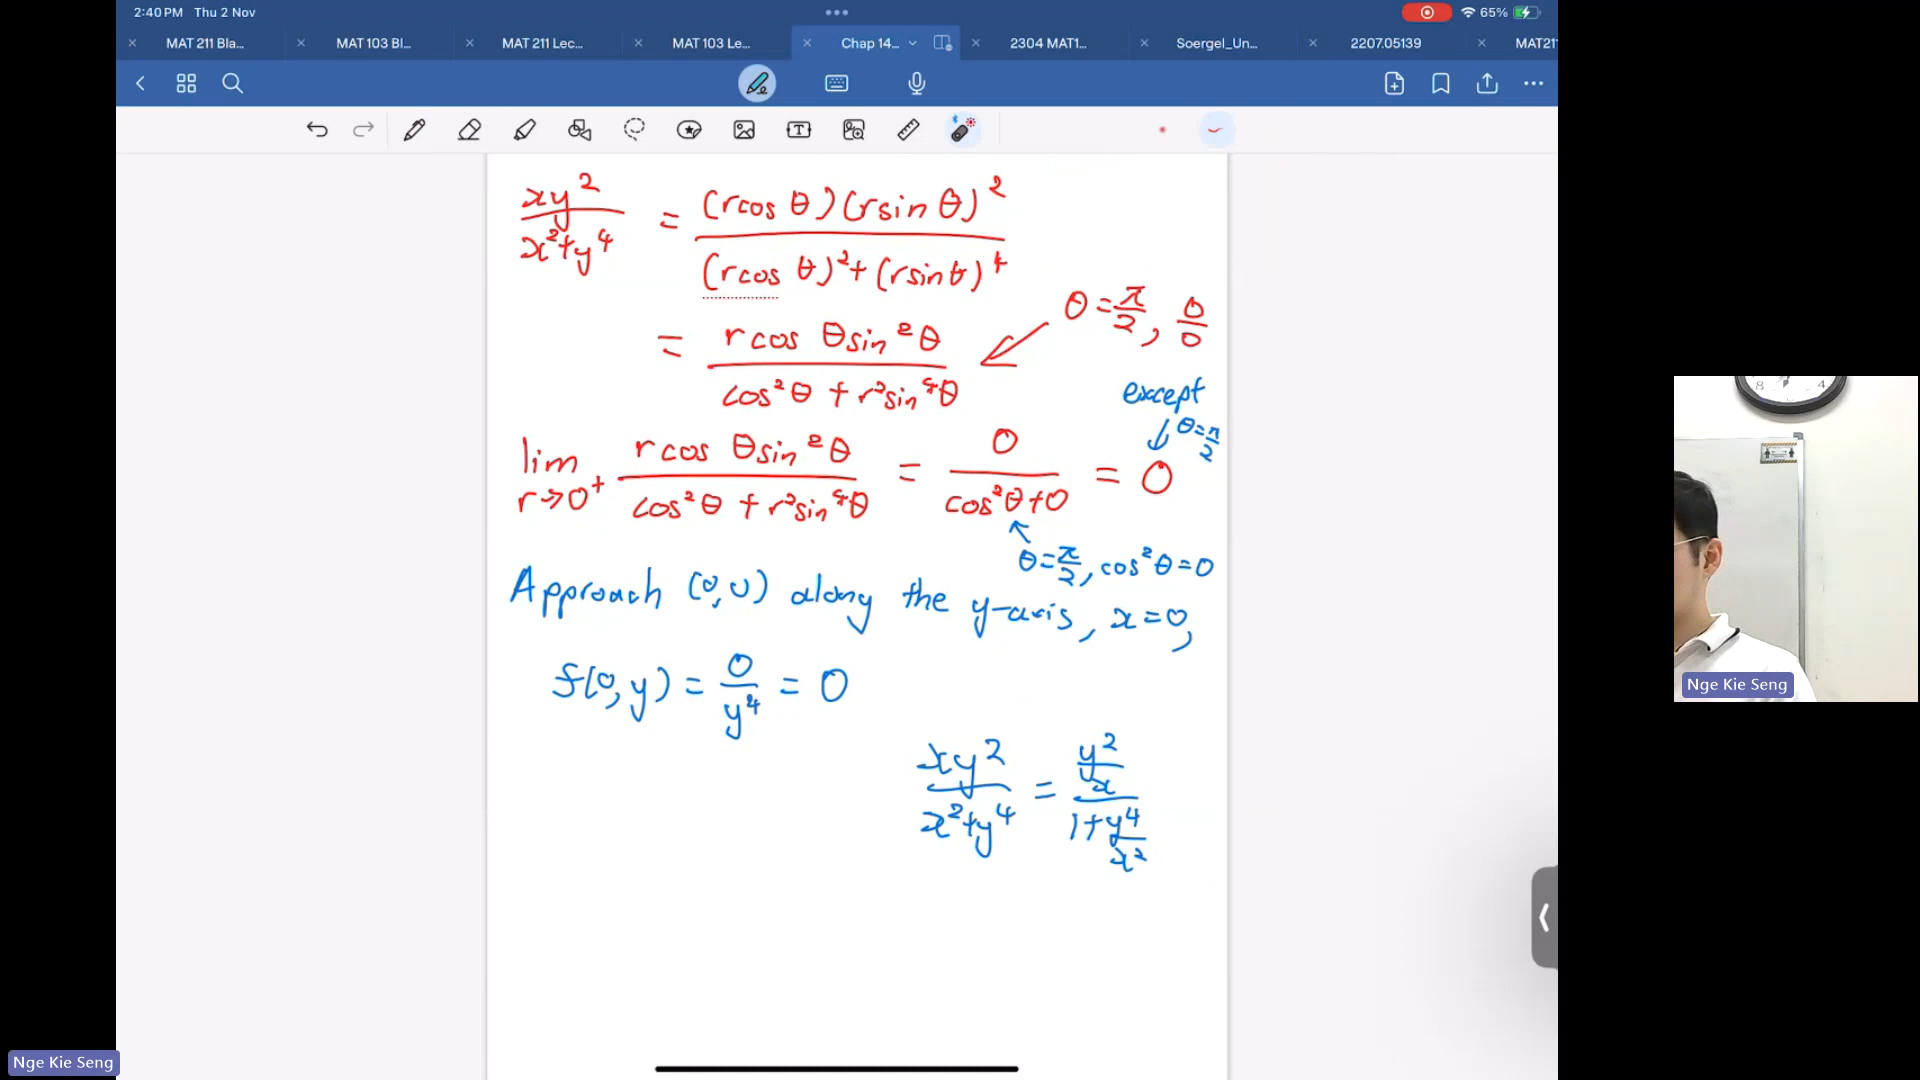 2:40 PM Thu 2 Nov
65%
MAT 211 Bla...
MAT 103 Bl...
MAT 211 Lec...
MAT 103 Le...
Chap 14...
2304 MAT1...
Soergel_Un...
2207.05139
MAT21
xy²/(x²+y⁴) = (rcos θ)(rsin θ)²/((rcos θ)²+(rsin θ)⁴)
= rcos θsin²θ/(cos²θ + r²sin⁴θ)
θ = π/2, 0/0
except
θ=π/2
lim r→0⁺ rcos θsin²θ/(cos²θ + r²sin⁴θ) = 0/(cos²θ+0) = 0
θ=π/2, cos²θ=0
Approach (0,0) along the y-axis, x=0,
f(0,y) = 0/y⁴ = 0
xy²/(x²+y⁴) = (y²/x)/(1+y⁴/x²)
8
4
Nge Kie Seng
Nge Kie Seng